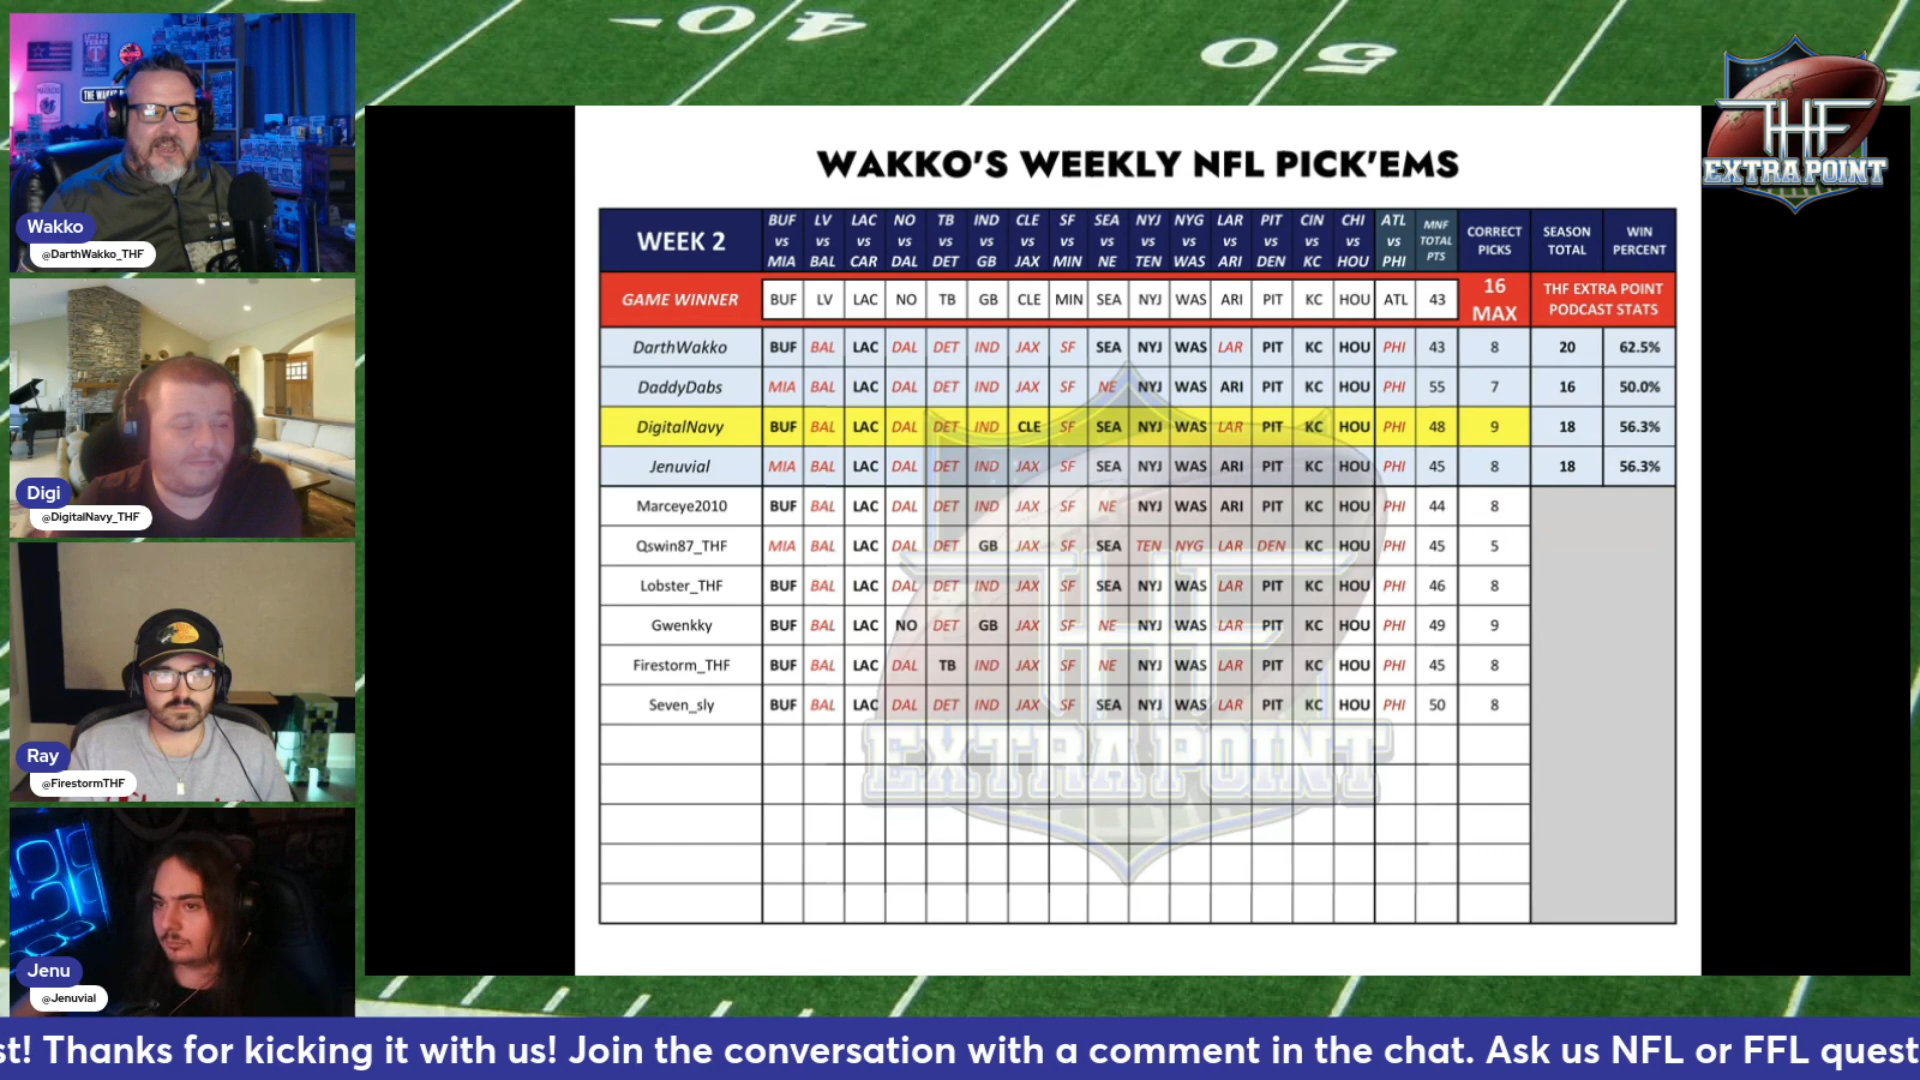 WAKKO'S WEEKLY NFL PICK'EMS
WEEK 2 BUF vs MIA LV vs BAL LAC vs CAR NO vs DAL TB vs DET IND vs GB CLE vs JAX SF vs MIN SEA vs NE NYJ vs TEN NYG vs WAS LAR vs ARI PIT vs DEN CIN vs KC CHI vs HOU ATL vs PHI MNF TOTAL PTS CORRECT PICKS SEASON TOTAL WIN PERCENT
GAME WINNER BUF LV LAC NO TB GB CLE MIN SEA NYJ WAS ARI PIT KC HOU ATL 43 16 MAX THF EXTRA POINT PODCAST STATS
DarthWakko BUF BAL LAC DAL DET IND JAX SF SEA NYJ WAS LAR PIT KC HOU PHI 43 8 20 62.5%
DaddyDabs MIA BAL LAC DAL DET IND JAX SF NE NYJ WAS ARI PIT KC HOU PHI 55 7 16 50.0%
DigitalNavy BUF BAL LAC DAL DET IND CLE SF SEA NYJ WAS LAR PIT KC HOU PHI 48 9 18 56.3%
Jenuvial MIA BAL LAC DAL DET IND JAX SF SEA NYJ WAS ARI PIT KC HOU PHI 45 8 18 56.3%
Marceye2010 BUF BAL LAC DAL DET IND JAX SF NE NYJ WAS ARI PIT KC HOU PHI 44 8
Qswin87_THF MIA BAL LAC DAL DET GB JAX SF SEA TEN NYG LAR DEN KC HOU PHI 45 5
Lobster_THF BUF BAL LAC DAL DET IND JAX SF SEA NYJ WAS LAR PIT KC HOU PHI 46 8
Gwenkky BUF BAL LAC NO DET GB JAX SF NE NYJ WAS LAR PIT KC HOU PHI 49 9
Firestorm_THF BUF BAL LAC DAL TB IND JAX SF NE NYJ WAS LAR PIT KC HOU PHI 45 8
Seven_sly BUF BAL LAC DAL DET IND JAX SF SEA NYJ WAS LAR PIT KC HOU PHI 50 8
THF
EXTRA POINT
THF
EXTRA POINT
40
50
THE WAKK
Wakko
@DarthWakko_THF
Digi
@DigitalNavy_THF
Ray
@FirestormTHF
Jenu
@Jenuvial
st! Thanks for kicking it with us! Join the conversation with a comment in the chat. Ask us NFL or FFL quest